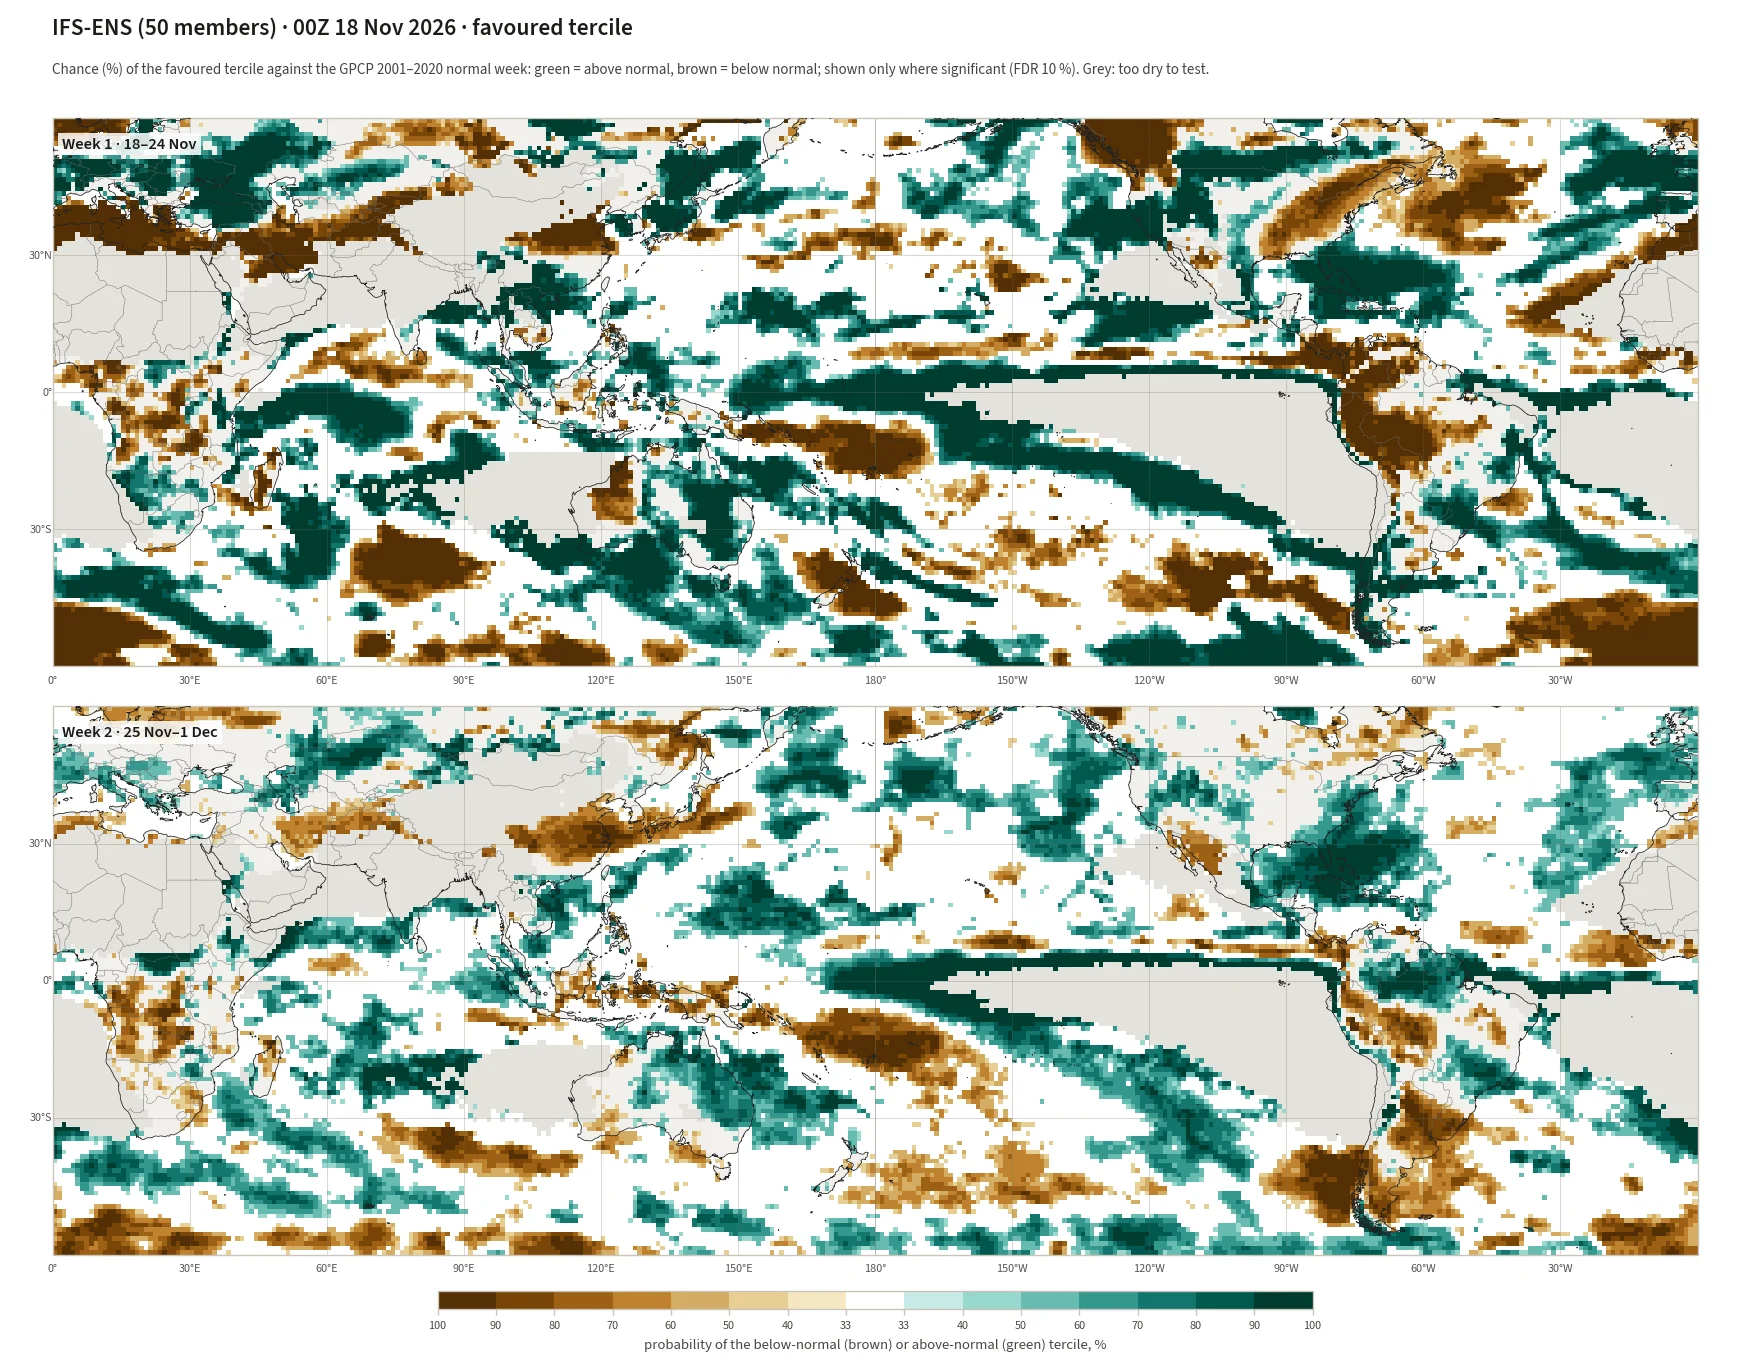 IFS-ENS (50 members) · 00Z 18 Nov 2026 · favoured tercile
Chance (%) of the favoured tercile against the GPCP 2001–2020 normal week: green = above normal, brown = below normal; shown only where significant (FDR 10 %). Grey: too dry to test.
Week 1 · 18–24 Nov
30°N
0°
30°S
0° 30°E 60°E 90°E 120°E 150°E 180° 150°W 120°W 90°W 60°W 30°W
Week 2 · 25 Nov–1 Dec
30°N
0°
30°S
0° 30°E 60°E 90°E 120°E 150°E 180° 150°W 120°W 90°W 60°W 30°W
100 90 80 70 60 50 40 33 33 40 50 60 70 80 90 100
probability of the below-normal (brown) or above-normal (green) tercile, %